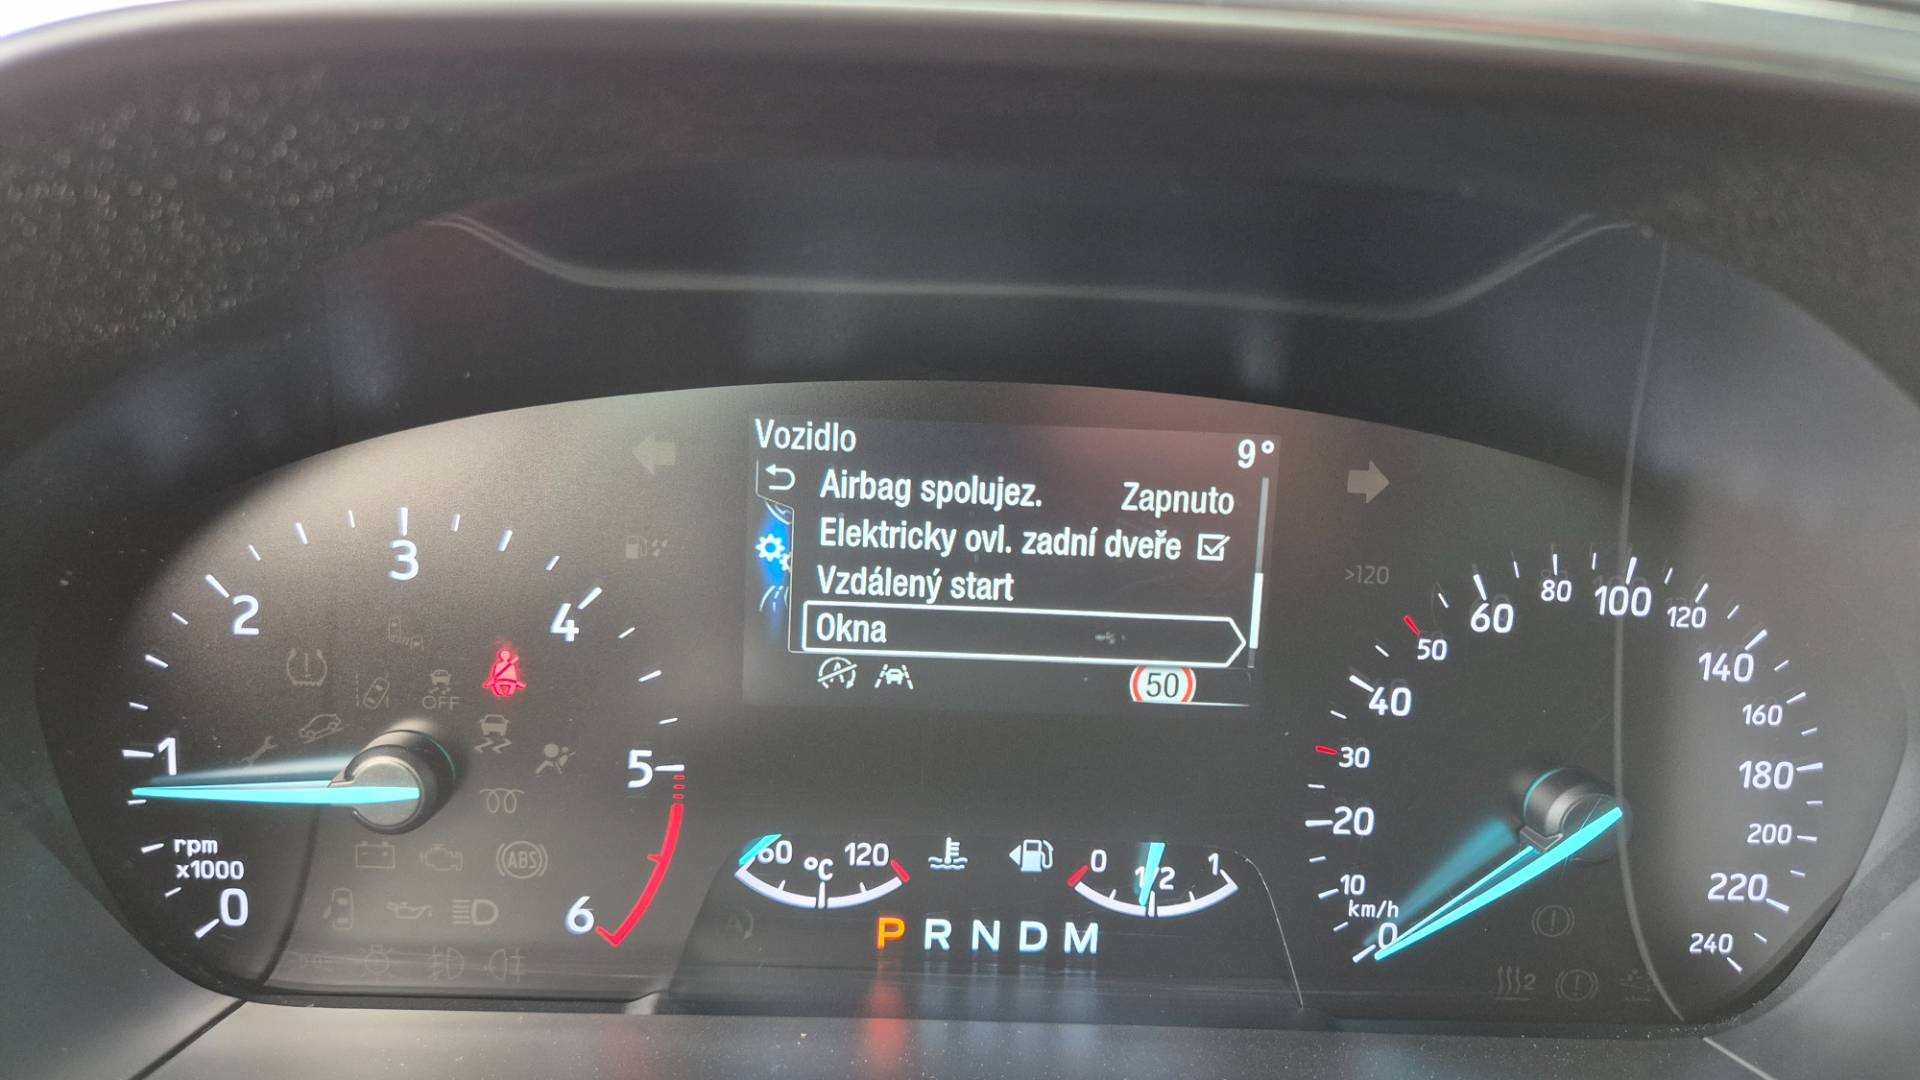 Vozidlo 9°
Airbag spolujez. Zapnuto
Elektricky ovl. zadní dveře
Vzdálený start
Okna
50
0
1
2
3
4
5
6
rpm
x1000
OFF
ABS
60 °C 120
0 1/2 1
P R N D M
>120
0
10
20
30
40
50
60
80
100
120
140
160
180
200
220
240
km/h